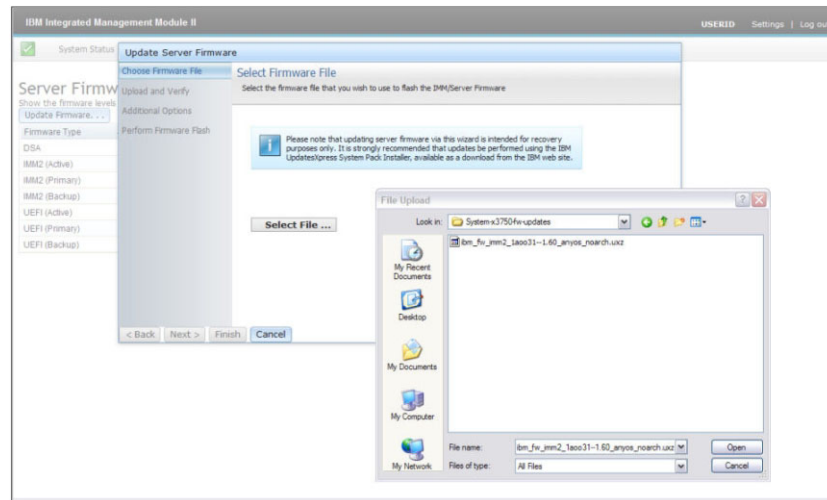 IBM Integrated Management Module II
USERID Settings | Log ou
System Status
Update Server Firmware
Choose Firmware File
Upload and Verify
Additional Options
Perform Firmware Flash
Select Firmware File
Select the firmware file that you wish to use to flash the IMM/Server Firmware
Server Firmw
Show the firmware levels
Update Firmware. . .
Firmware Type
DSA
IMM2 (Active)
IMM2 (Primary)
IMM2 (Backup)
UEFI (Active)
UEFI (Primary)
UEFI (Backup)
Please note that updating server firmware via this wizard is intended for recovery
purposes only. It is strongly recommended that updates be performed using the IBM
UpdatesXpress System Pack Installer, available as a download from the IBM web site.
Select File ...
< Back Next > Finish Cancel
File Upload
Look in: System-x3750-fw-updates
ibm_fw_imm2_1aoo31--1.60_anyos_noarch.uxz
My Recent
Documents
Desktop
My Documents
My Computer
My Network
File name: ibm_fw_imm2_1aoo31--1.60_anyos_noarch.uxz Open
Files of type: All Files Cancel